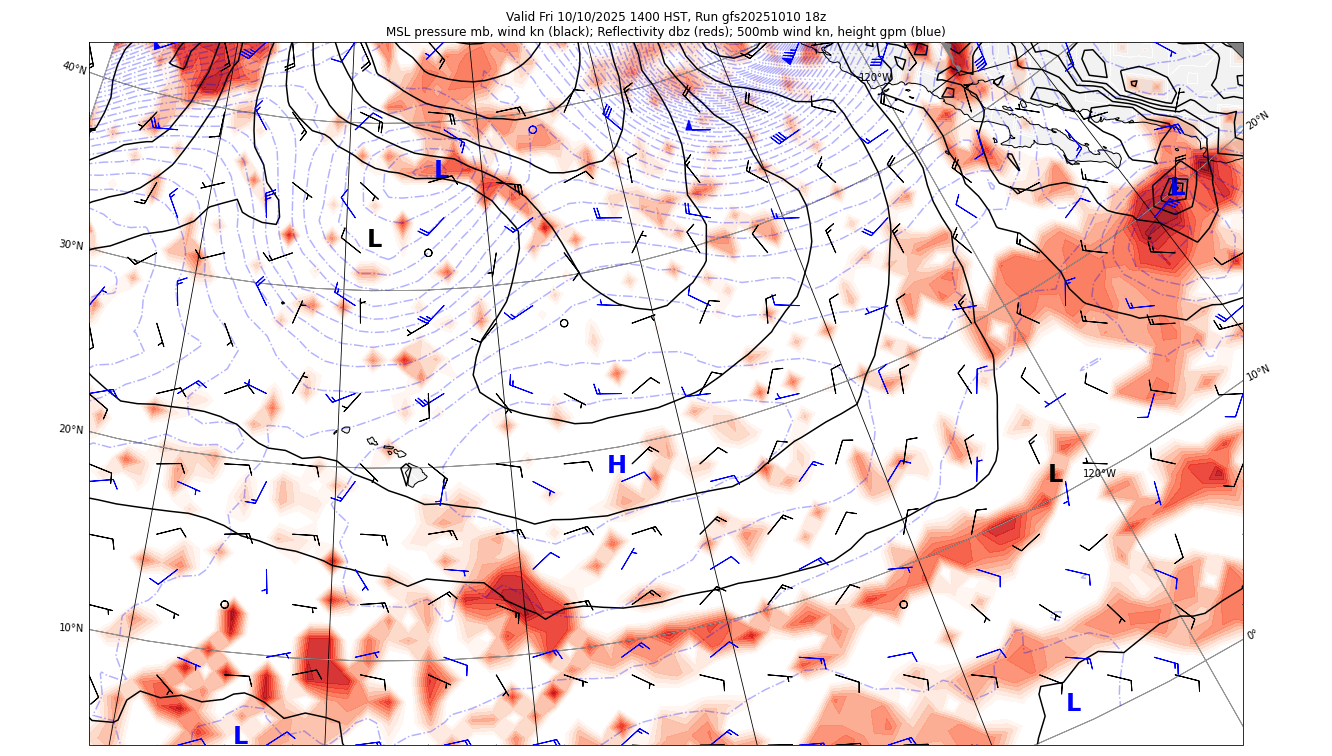 Valid Fri 10/10/2025 1400 HST, Run gfs20251010 18z
MSL pressure mb, wind kn (black); Reflectivity dbz (reds); 500mb wind kn, height gpm (blue)
40°N
120°W
20°N
L
L
L
30°N
10°N
20°N
H
L
120°W
10°N
0°
L
L